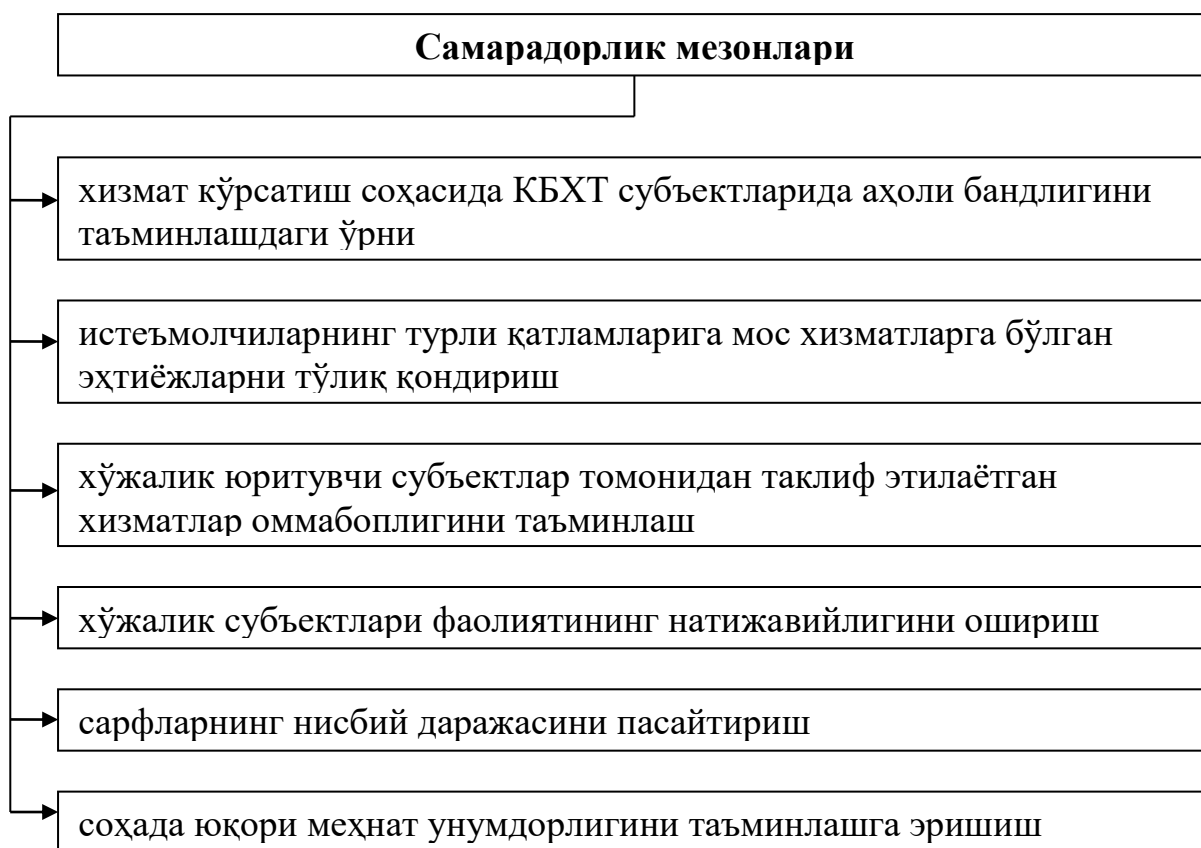 Самарадорлик мезонлари
хизмат кўрсатиш соҳасида КБХТ субъектларида аҳоли бандлигини
таъминлашдаги ўрни
истеъмолчиларнинг турли қатламларига мос хизматларга бўлган
эҳтиёжларни тўлиқ қондириш
хўжалик юритувчи субъектлар томонидан таклиф этилаётган
хизматлар оммабоплигини таъминлаш
хўжалик субъектлари фаолиятининг натижавийлигини ошириш
сарфларнинг нисбий даражасини пасайтириш
соҳада юқори меҳнат унумдорлигини таъминлашга эришиш